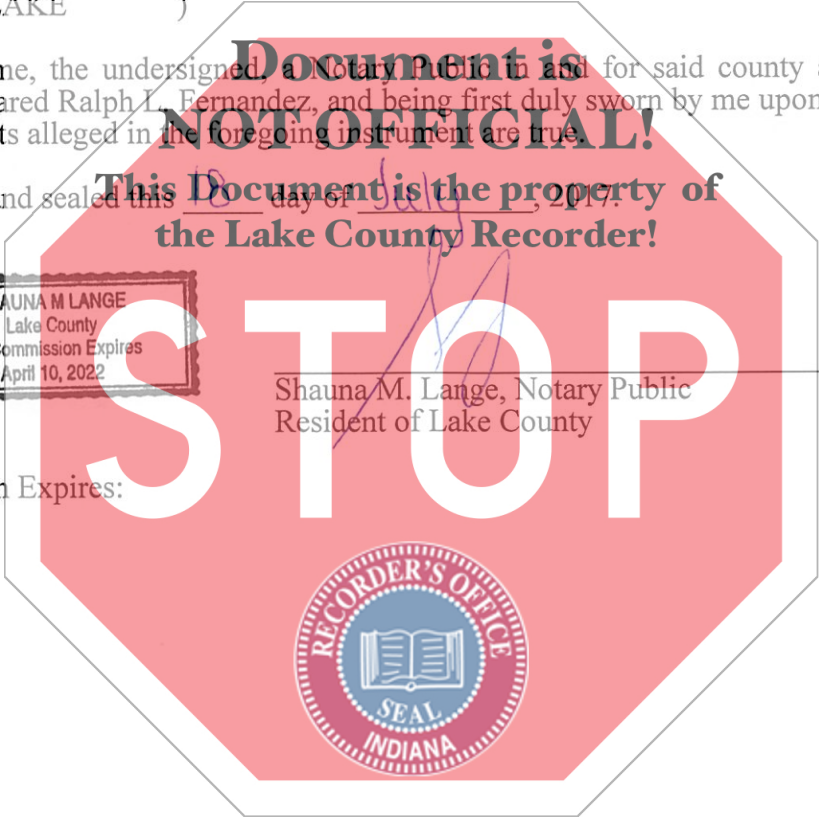 LAKE )
Document is
me, the undersigned, a Notary Public in and for said county
ared Ralph L. Fernandez, and being first duly sworn by me upon
NOT OFFICIAL!
ts alleged in the foregoing instrument are true.
This Document is the property of
nd sealed this 18 day of July, 2017.
the Lake County Recorder!
AUNA M LANGE
Lake County
ommission Expires
April 10, 2022
STOP
Shauna M. Lange, Notary Public
Resident of Lake County
n Expires:
RECORDER'S OFFICE
SEAL
INDIANA